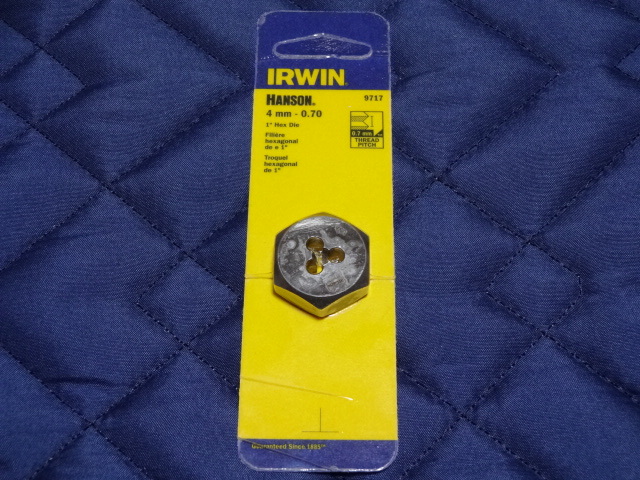 IRWIN.
HANSON®
9717
4 mm - 0.70
1" Hex Die
Filière
hexagonal
de e 1"
Troquel
hexagonal
de 1"
0.7 mm
THREAD
PITCH
Guaranteed Since 1885